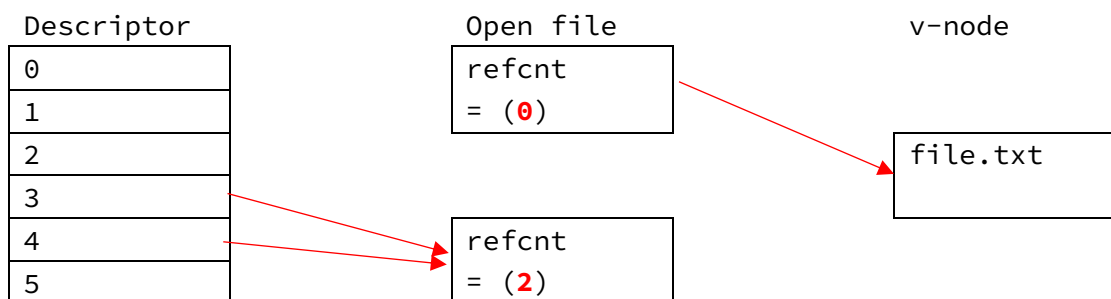 Descriptor
Open file
v-node
0
1
2
3
4
5
refcnt
= (0)
refcnt
= (2)
file.txt